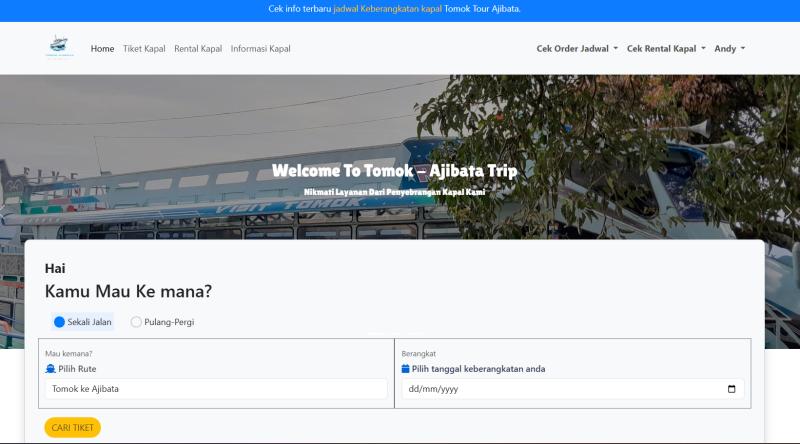 Cek info terbaru jadwal Keberangkatan kapal Tomok Tour Ajibata.
Home Tiket Kapal Rental Kapal Informasi Kapal Cek Order Jadwal Cek Rental Kapal Andy
Welcome To Tomok - Ajibata Trip
Nikmati Layanan Dari Penyebrangan Kapal Kami
VISIT TOMOK
Hai
Kamu Mau Ke mana?
Sekali Jalan Pulang-Pergi
Mau kemana?
Pilih Rute
Tomok ke Ajibata
Berangkat
Pilih tanggal keberangkatan anda
dd/mm/yyyy
CARI TIKET